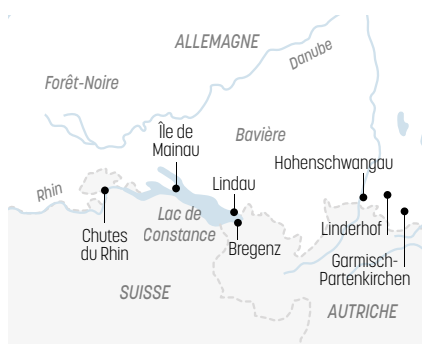 ALLEMAGNE
Danube
Forêt-Noire
Île de
Mainau
Bavière
Hohenschwangau
Rhin
Lindau
Lac de
Constance
Chutes
du Rhin
Bregenz
Linderhof
Garmisch-
Partenkirchen
SUISSE
AUTRICHE